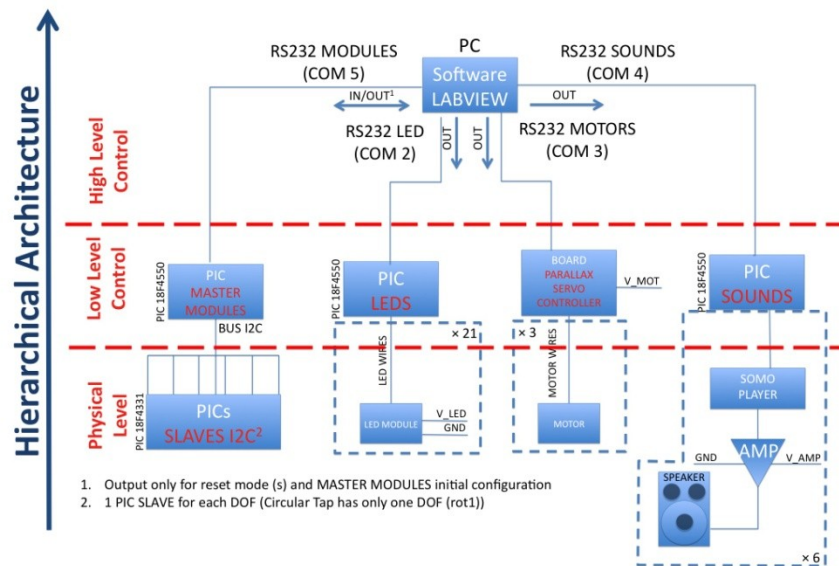 Hierarchical Architecture
High Level
Control
Low Level
Control
Physical
Level
RS232 MODULES
(COM 5)
IN/OUT1
PC
Software
LABVIEW
RS232 SOUNDS
(COM 4)
OUT
RS232 LED
(COM 2)
OUT
OUT
RS232 MOTORS
(COM 3)
PIC 18F4550
PIC
MASTER
MODULES
BUS I2C
PIC 18F4550
PIC
LEDS
BOARD
PARALLAX
SERVO
CONTROLLER
V_MOT
PIC 18F4550
PIC
SOUNDS
PIC 18F4331
PICs
SLAVES I2C2
× 21
LED WIRES
LED MODULE
V_LED
GND
× 3
MOTOR WIRES
MOTOR
SOMO
PLAYER
GND
AMP
V_AMP
SPEAKER
× 6
1. Output only for reset mode (s) and MASTER MODULES initial configuration
2. 1 PIC SLAVE for each DOF (Circular Tap has only one DOF (rot1))